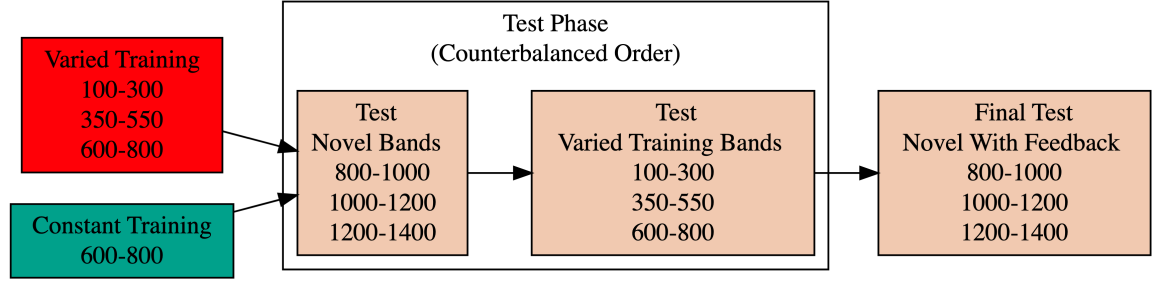 Varied Training
100-300
350-550
600-800
Constant Training
600-800
Test Phase
(Counterbalanced Order)
Test
Novel Bands
800-1000
1000-1200
1200-1400
Test
Varied Training Bands
100-300
350-550
600-800
Final Test
Novel With Feedback
800-1000
1000-1200
1200-1400